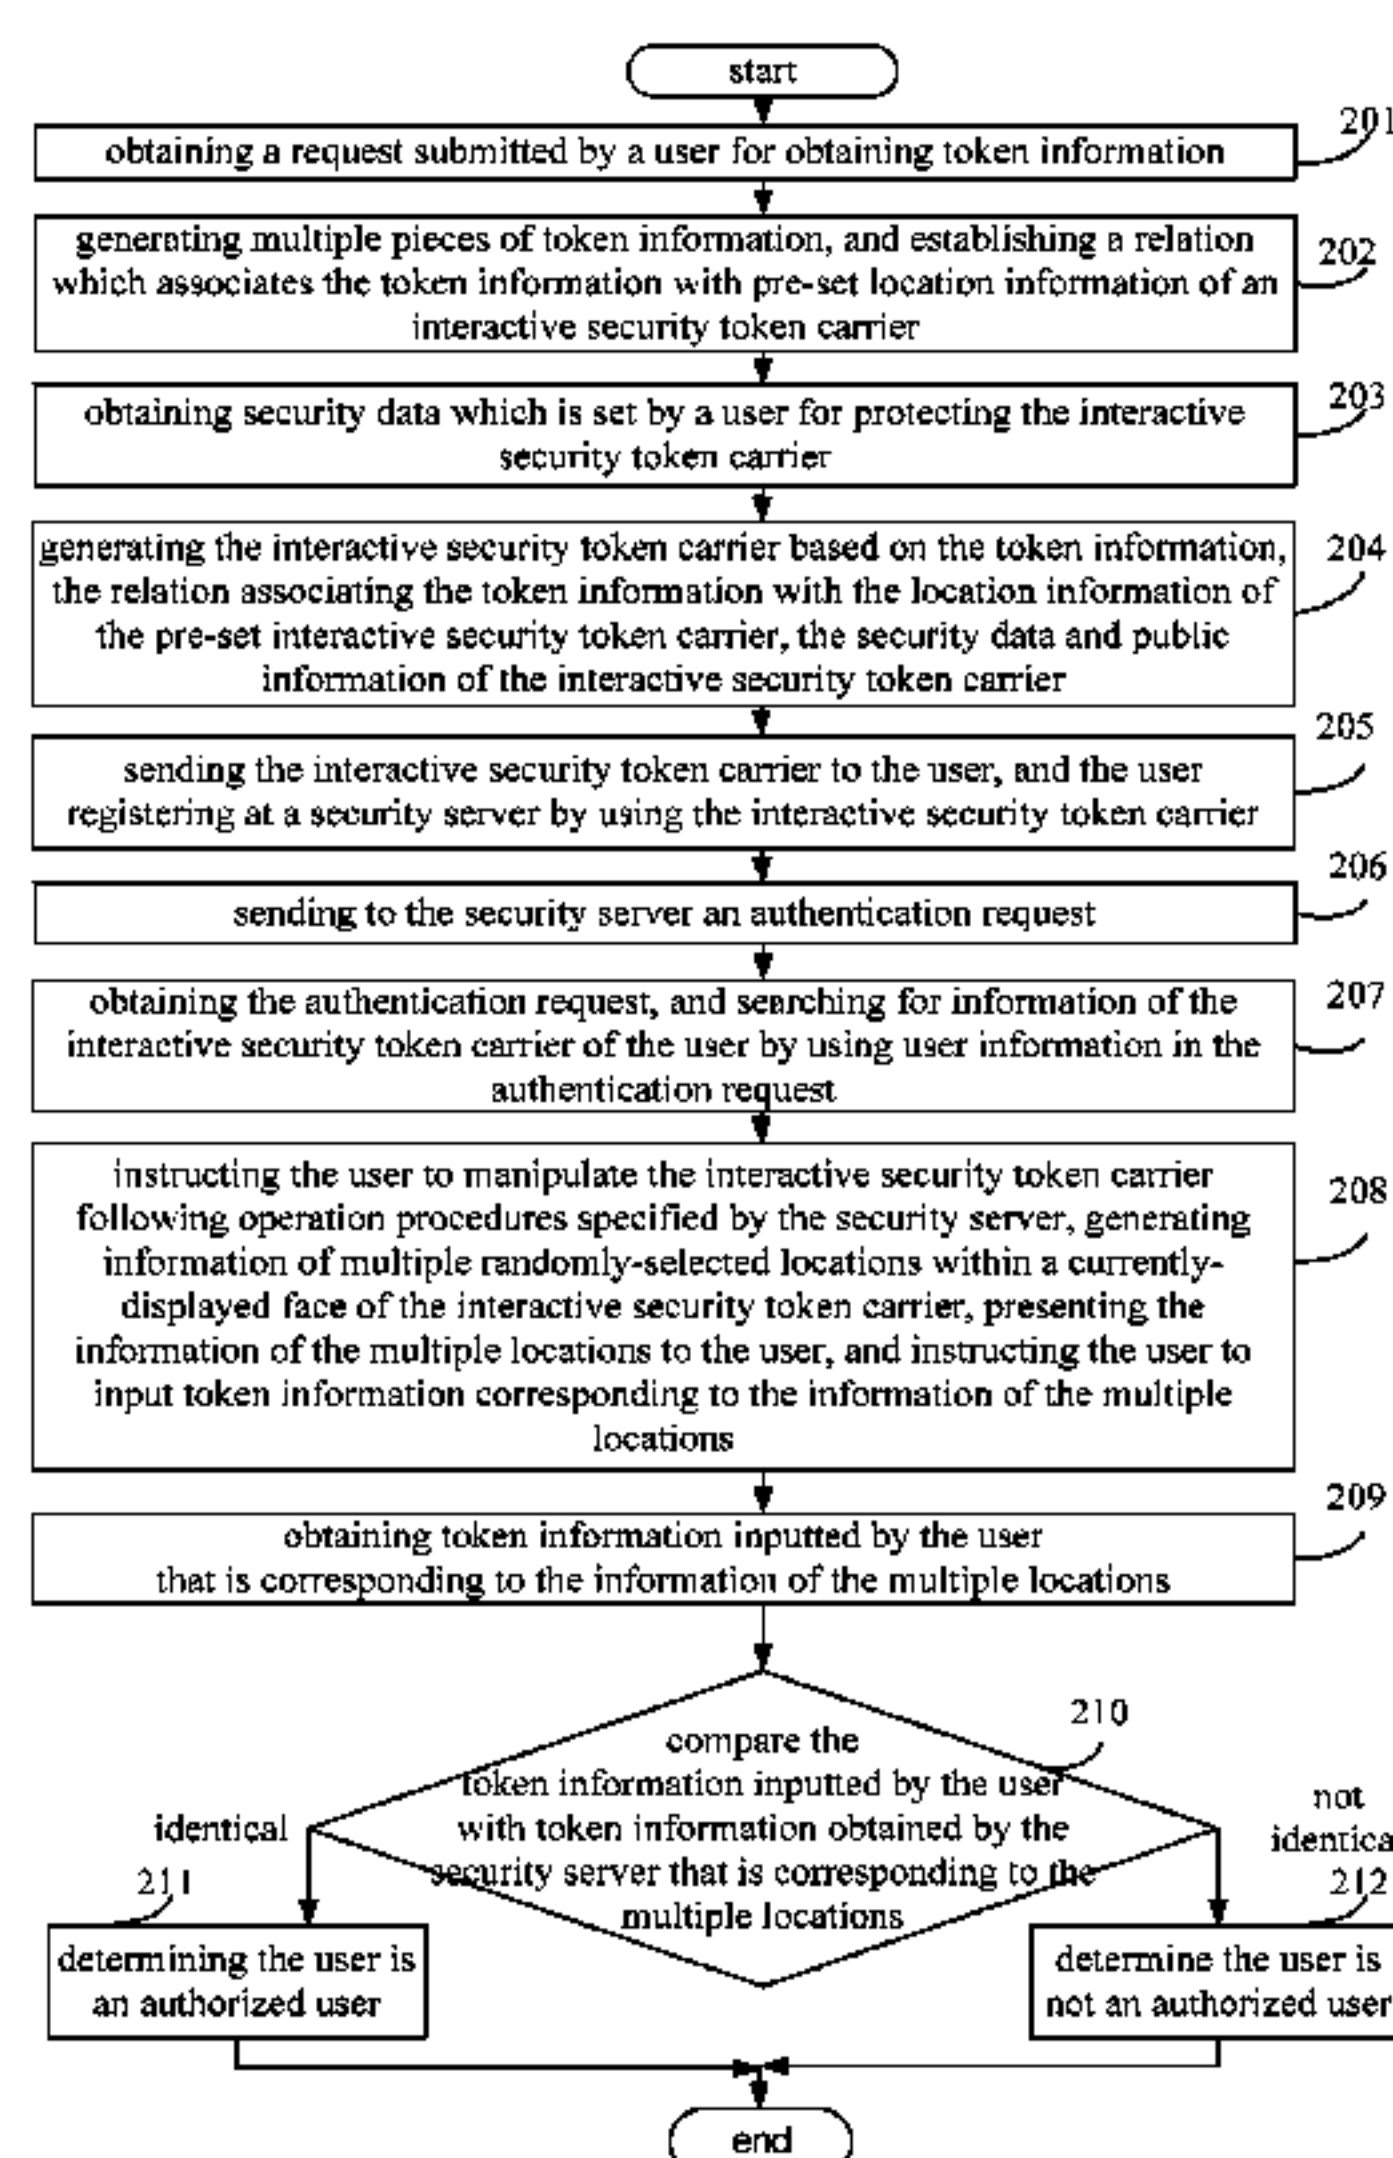 start
201
obtaining a request submitted by a user for obtaining token information
generating multiple pieces of token information, and establishing a relation
which associates the token information with pre-set location information of an
interactive security token carrier
202
obtaining security data which is set by a user for protecting the interactive
security token carrier
203
generating the interactive security token carrier based on the token information,
the relation associating the token information with the location information of
the pre-set interactive security token carrier, the security data and public
information of the interactive security token carrier
204
sending the interactive security token carrier to the user, and the user
registering at a security server by using the interactive security token carrier
205
sending to the security server an authentication request
206
obtaining the authentication request, and searching for information of the
interactive security token carrier of the user by using user information in the
authentication request
207
instructing the user to manipulate the interactive security token carrier
following operation procedures specified by the security server, generating
information of multiple randomly-selected locations within a currently-
displayed face of the interactive security token carrier, presenting the
information of the multiple locations to the user, and instructing the user to
input token information corresponding to the information of the multiple
locations
208
obtaining token information inputted by the user
that is corresponding to the information of the multiple locations
209
210
compare the
token information inputted by the user
with token information obtained by the
security server that is corresponding to the
multiple locations
identical
211
determining the user is
an authorized user
not
identica
212
determine the user is
not an authorized user
end